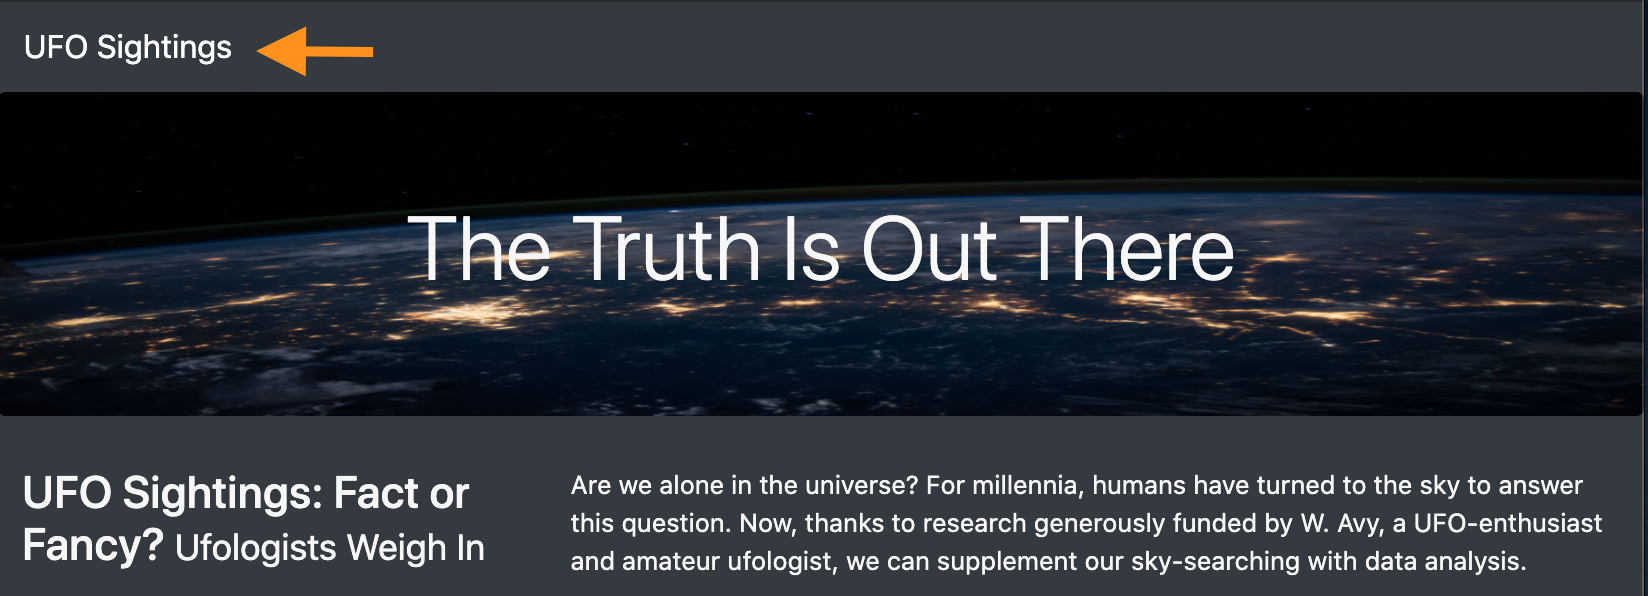 UFO Sightings
The Truth Is Out There
UFO Sightings: Fact or
Fancy? Ufologists Weigh In
Are we alone in the universe? For millennia, humans have turned to the sky to answer
this question. Now, thanks to research generously funded by W. Avy, a UFO-enthusiast
and amateur ufologist, we can supplement our sky-searching with data analysis.